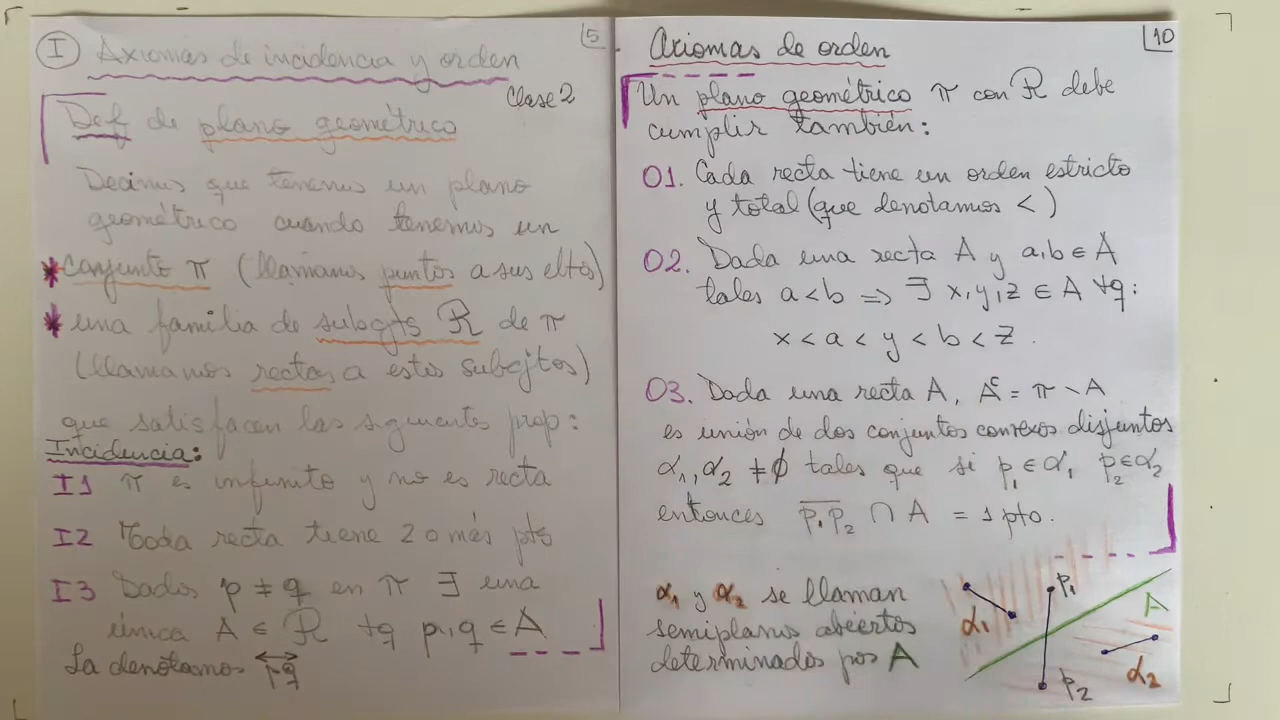 I Axiomas de incidencia y orden
5
Clase 2
Def de plano geométrico
Decimos que tenemos un plano
geométrico cuando tenemos un
* conjunto π (llamamos puntos a sus eltos)
* una familia de subcjts ℛ de π
(llamamos rectas a estos subcjtos)
que satisfacen las siguientes prop:
Incidencia:
I1 π es infinito y no es recta
I2 Toda recta tiene 2 o más pts
I3 Dados p ≠ q en π ∃ una
única A ∈ ℛ tq p, q ∈ A
La denotamos \overleftrightarrow{pq}
Axiomas de orden
10
Un plano geométrico π con ℛ debe
cumplir también:
O1. Cada recta tiene un orden estricto
y total (que denotamos <)
O2. Dada una recta A y a, b ∈ A
tales a < b ⇒ ∃ x, y, z ∈ A tq:
x < a < y < b < z.
O3. Dada una recta A, Aᶜ = π \ A
es unión de dos conjuntos convexos disjuntos
α₁, α₂ ≠ ∅ tales que si p₁ ∈ α₁ p₂ ∈ α₂
entonces \overline{p₁p₂} ∩ A = 1 pto.
α₁ y α₂ se llaman
semiplanos abiertos
determinados por A
p₁
A
α₁
α₂
p₂